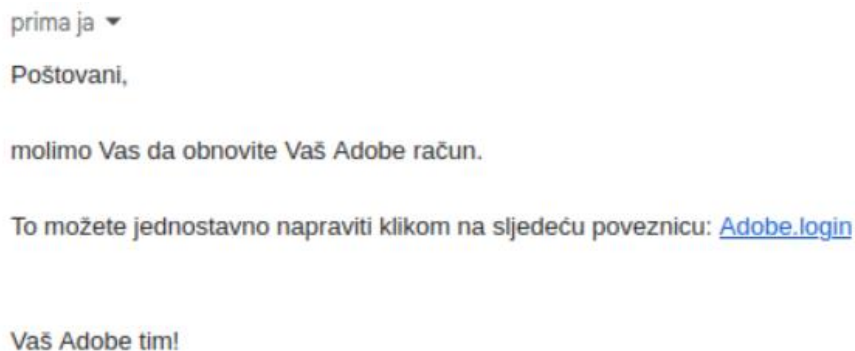 prima ja
Poštovani,
molimo Vas da obnovite Vaš Adobe račun.
To možete jednostavno napraviti klikom na sljedeću poveznicu: Adobe.login
Vaš Adobe tim!